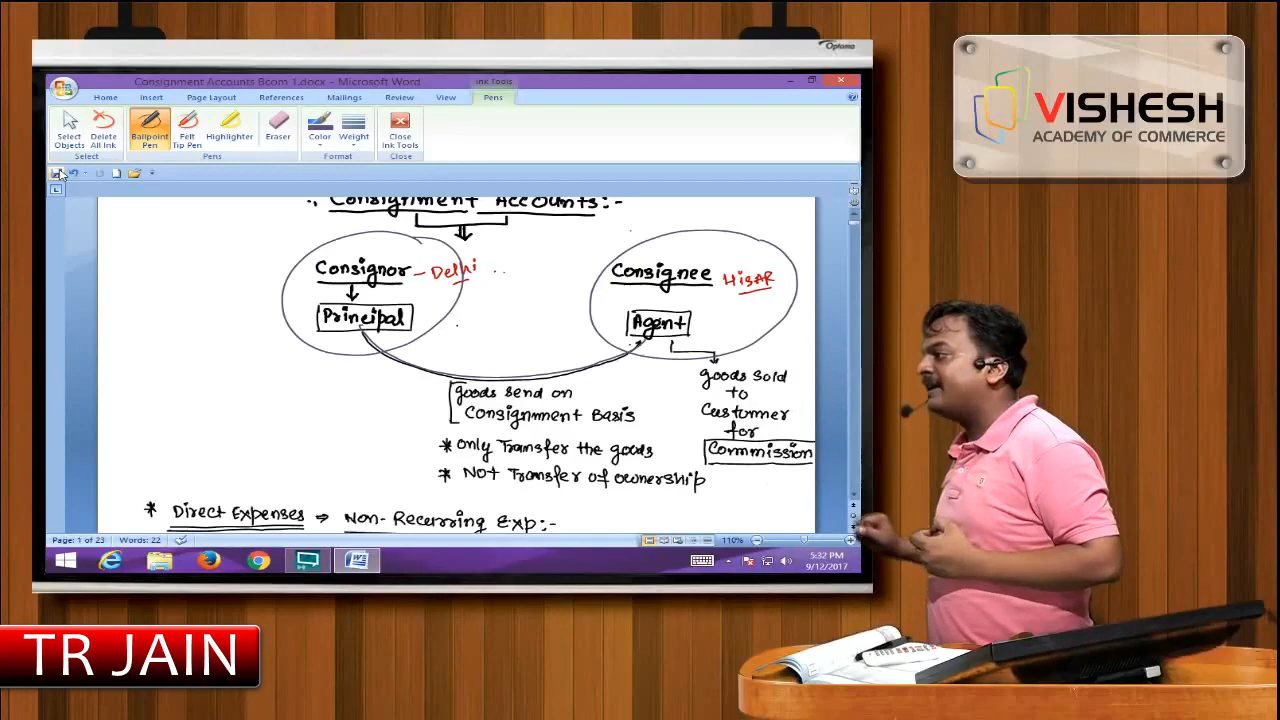 Optoma
Consignment Accounts Bcom 1.docx - Microsoft Word
Ink Tools
Home Insert Page Layout References Mailings Review View Pens
Select Objects
Delete All Ink
Ballpoint Pen
Felt Tip Pen
Highlighter
Eraser
Color
Weight
Close Ink Tools
Select Pens Format Close
Consignment Accounts:-
Consignor - Delhi
Principal
Consignee HisAR
Agent
goods send on
Consignment Basis
* only Transfer the goods
* NOT Transfer of ownership
goods sold
to
Customer
for
Commission
* Direct Expenses ⇒ Non-Recurring Exp:-
Page: 1 of 23 Words: 22 110%
5:32 PM
9/12/2017
VISHESH
ACADEMY OF COMMERCE
TR JAIN